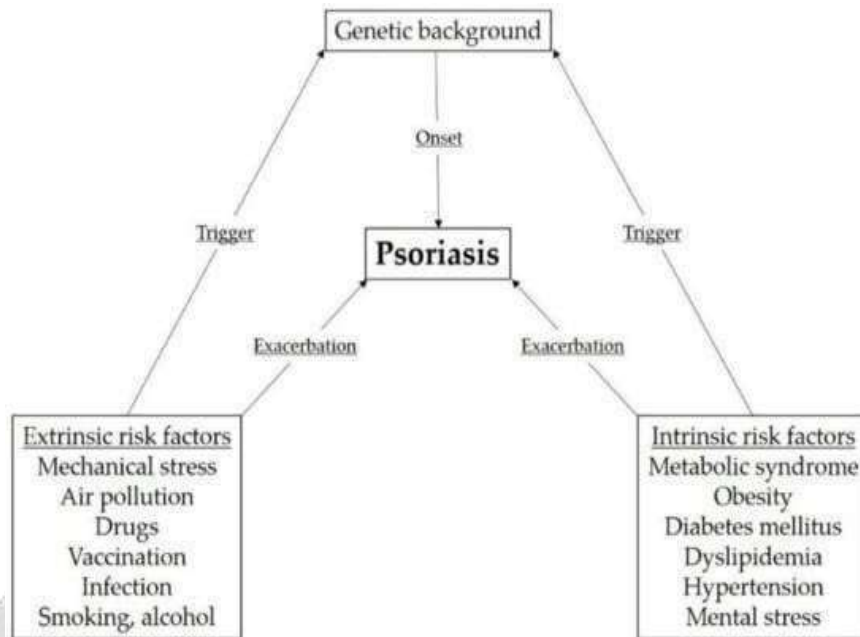 Genetic background
Onset
Trigger
Trigger
Psoriasis
Exacerbation
Exacerbation
Extrinsic risk factors
Mechanical stress
Air pollution
Drugs
Vaccination
Infection
Smoking, alcohol
Intrinsic risk factors
Metabolic syndrome
Obesity
Diabetes mellitus
Dyslipidemia
Hypertension
Mental stress